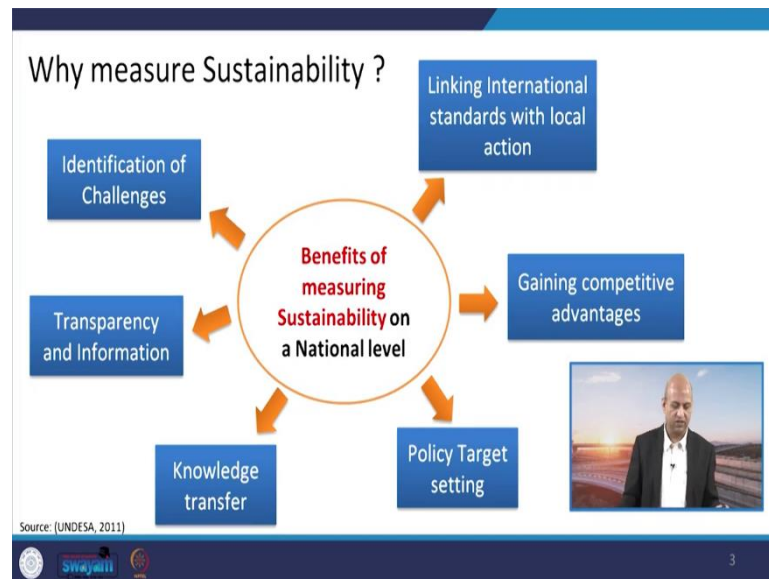 Why measure Sustainability ?
Linking International
standards with local
action
Identification of
Challenges
Benefits of
measuring
Sustainability on
a National level
Gaining competitive
advantages
Transparency
and Information
Knowledge
transfer
Policy Target
setting
Source: (UNDESA, 2011)
swayam
3